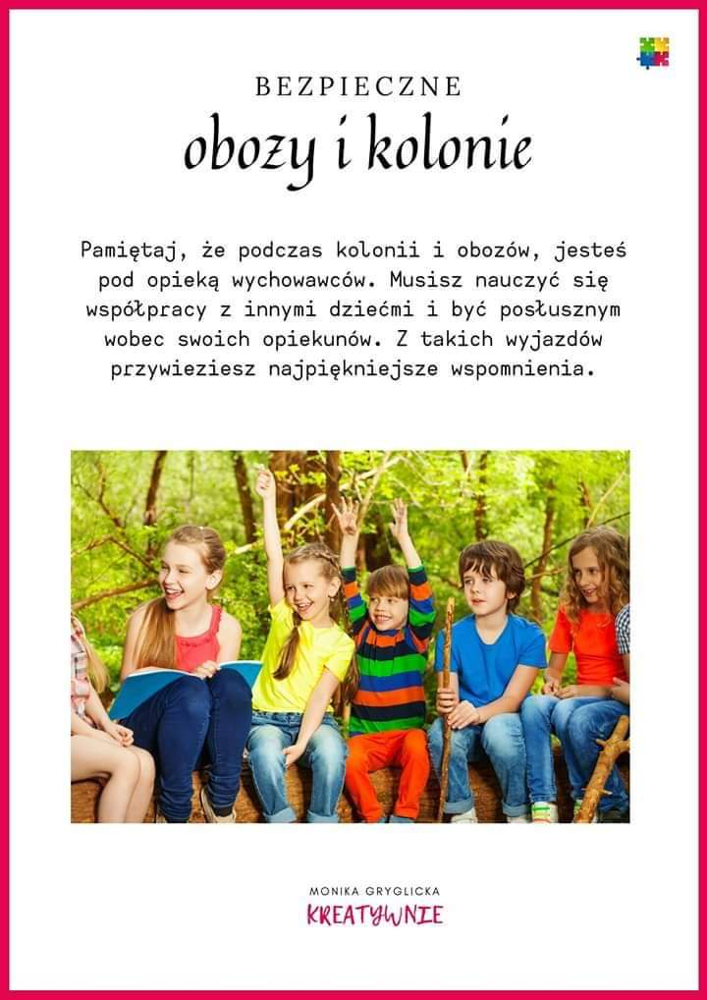 BEZPIECZNE
obozy i kolonie
Pamiętaj, że podczas kolonii i obozów, jesteś
pod opieką wychowawców. Musisz nauczyć się
współpracy z innymi dziećmi i być posłusznym
wobec swoich opiekunów. Z takich wyjazdów
przywieziesz najpiękniejsze wspomnienia.
MONIKA GRYGLICKA
KREATYWNIE